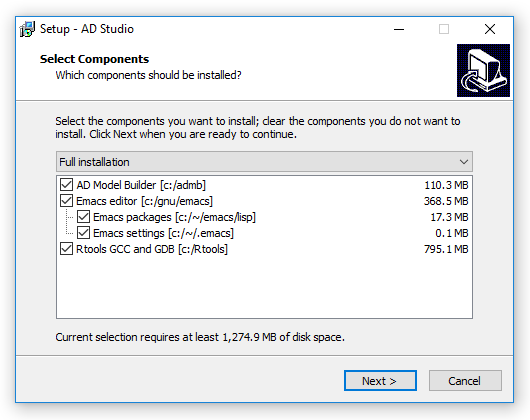 Setup - AD Studio
Select Components
Which components should be installed?
Select the components you want to install; clear the components you do not want to
install. Click Next when you are ready to continue.
Full installation
AD Model Builder [c:/admb] 110.3 MB
Emacs editor [c:/gnu/emacs] 368.5 MB
Emacs packages [c:/~/emacs/lisp] 17.3 MB
Emacs settings [c:/~/.emacs] 0.1 MB
Rtools GCC and GDB [c:/Rtools] 795.1 MB
Current selection requires at least 1,274.9 MB of disk space.
Next > Cancel